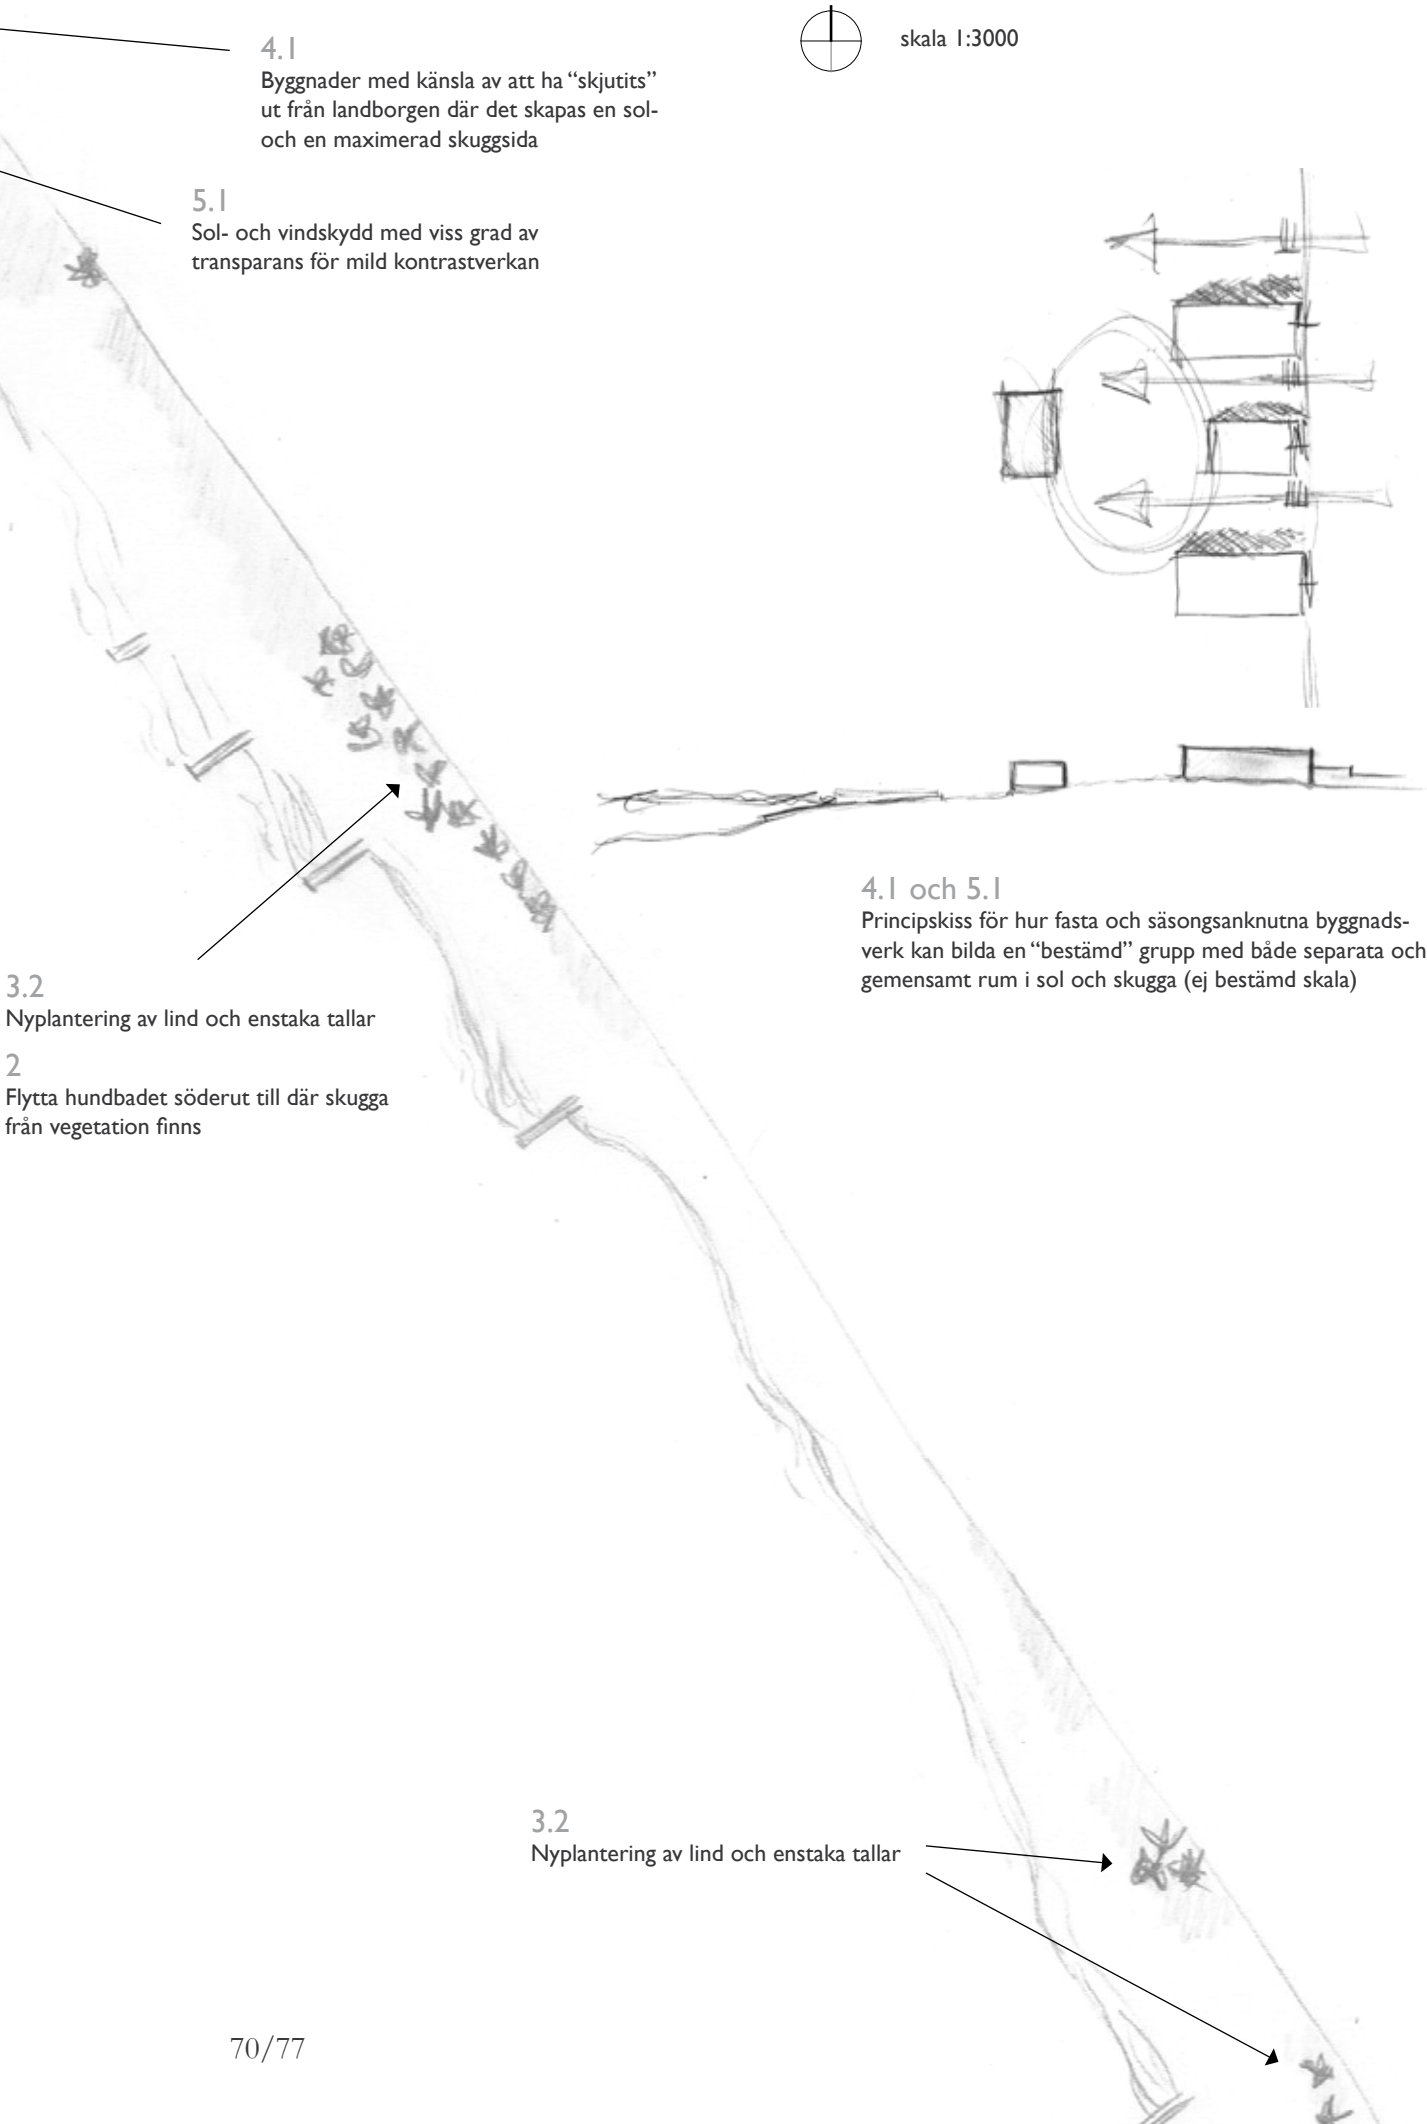 skala 1:3000
4.1
Byggnader med känsla av att ha “skjutits”
ut från landborgen där det skapas en sol-
och en maximerad skuggsida
5.1
Sol- och vindskydd med viss grad av
transparans för mild kontrastverkan
4.1 och 5.1
Principskiss för hur fasta och säsongsanknutna byggnads-
verk kan bilda en “bestämd” grupp med både separata och
gemensamt rum i sol och skugga (ej bestämd skala)
3.2
Nyplantering av lind och enstaka tallar
2
Flytta hundbadet söderut till där skugga
från vegetation finns
3.2
Nyplantering av lind och enstaka tallar
70/77